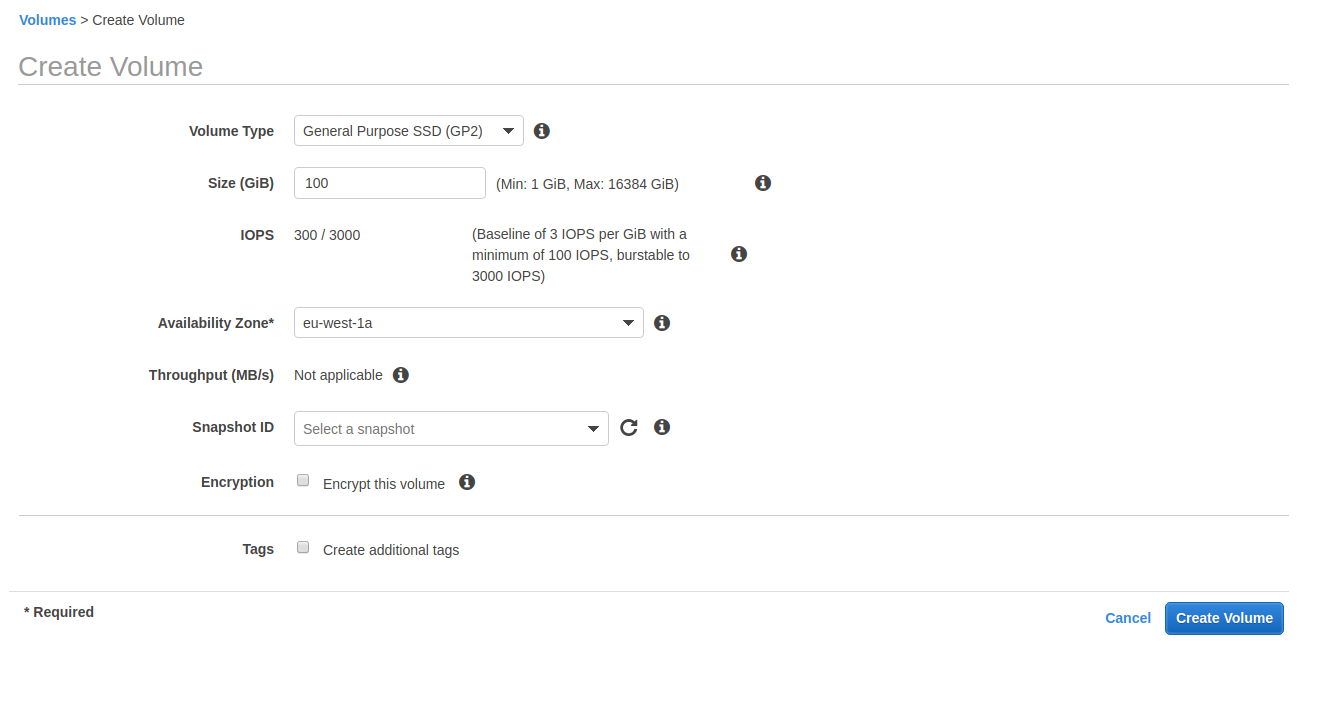 Volumes > Create Volume
Create Volume
Volume Type General Purpose SSD (GP2)
Size (GiB) 100 (Min: 1 GiB, Max: 16384 GiB)
IOPS 300 / 3000 (Baseline of 3 IOPS per GiB with a
minimum of 100 IOPS, burstable to
3000 IOPS)
Availability Zone* eu-west-1a
Throughput (MB/s) Not applicable
Snapshot ID Select a snapshot
Encryption Encrypt this volume
Tags Create additional tags
* Required
Cancel Create Volume